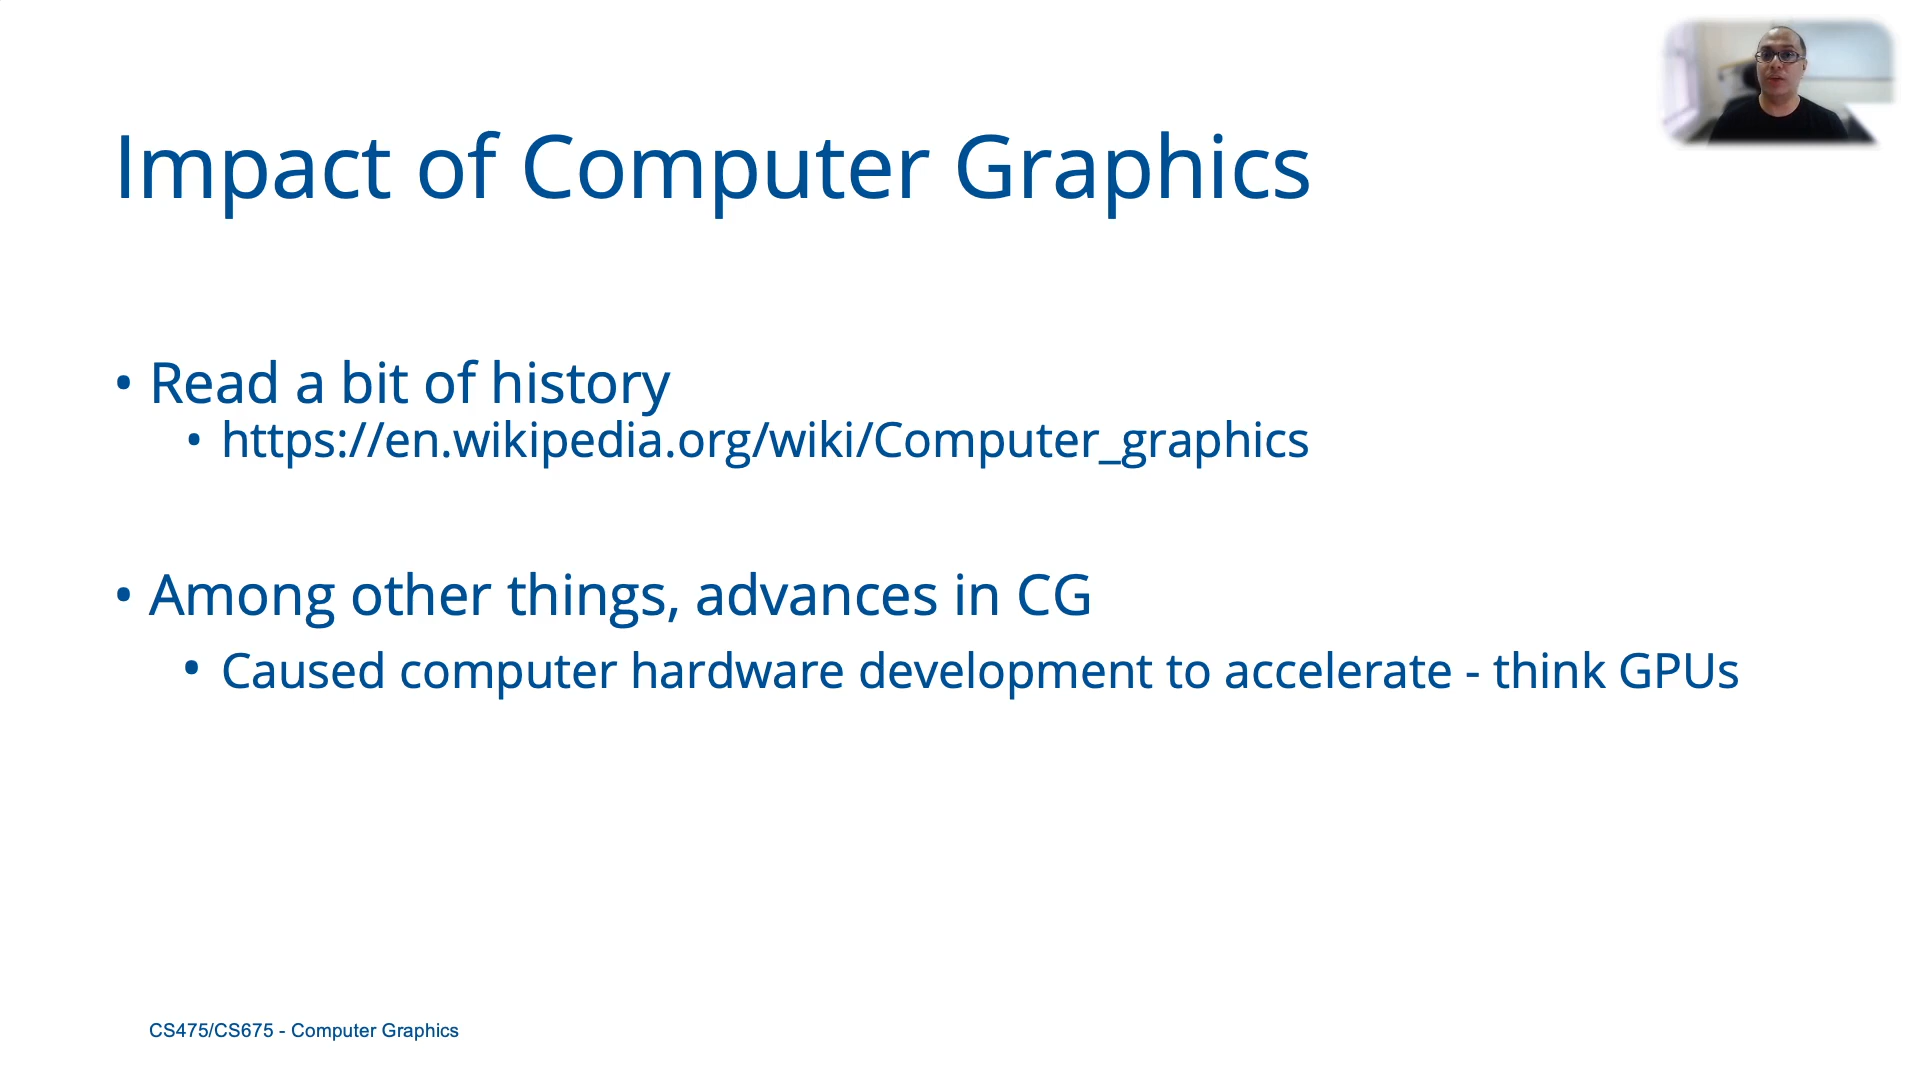 Impact of Computer Graphics
• Read a bit of history
• https://en.wikipedia.org/wiki/Computer_graphics
• Among other things, advances in CG
• Caused computer hardware development to accelerate - think GPUs
CS475/CS675 - Computer Graphics